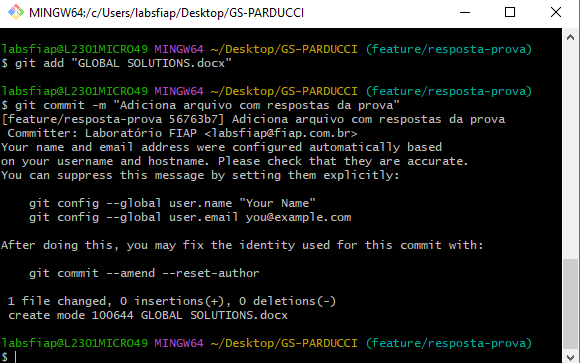 MINGW64:/c/Users/labsfiap/Desktop/GS-PARDUCCI
labsfiap@L2301MICRO49 MINGW64 ~/Desktop/GS-PARDUCCI (feature/resposta-prova)
$ git add "GLOBAL SOLUTIONS.docx"
labsfiap@L2301MICRO49 MINGW64 ~/Desktop/GS-PARDUCCI (feature/resposta-prova)
$ git commit -m "Adiciona arquivo com respostas da prova"
[feature/resposta-prova 56763b7] Adiciona arquivo com respostas da prova
Committer: Laboratório FIAP <labsfiap@fiap.com.br>
Your name and email address were configured automatically based
on your username and hostname. Please check that they are accurate.
You can suppress this message by setting them explicitly:
git config --global user.name "Your Name"
git config --global user.email you@example.com
After doing this, you may fix the identity used for this commit with:
git commit --amend --reset-author
1 file changed, 0 insertions(+), 0 deletions(-)
create mode 100644 GLOBAL SOLUTIONS.docx
labsfiap@L2301MICRO49 MINGW64 ~/Desktop/GS-PARDUCCI (feature/resposta-prova)
$